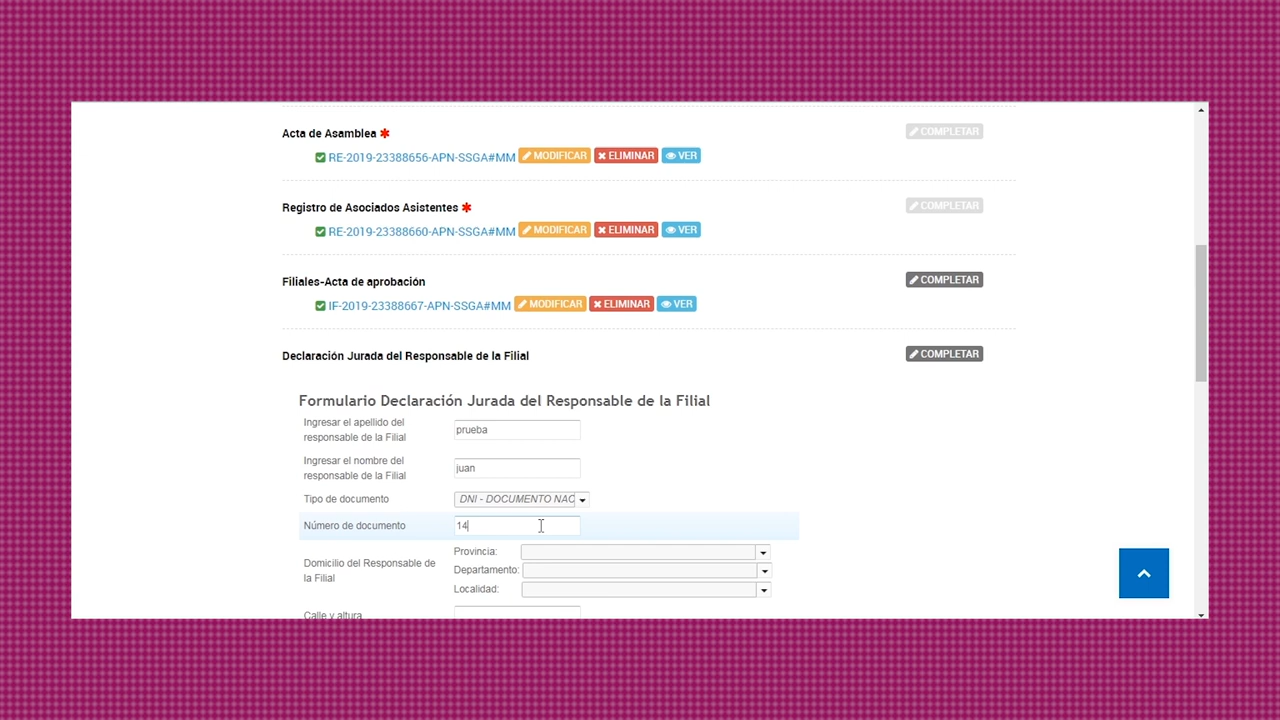 Acta de Asamblea *
COMPLETAR
RE-2019-23388656-APN-SSGA#MM MODIFICAR ELIMINAR VER
Registro de Asociados Asistentes *
COMPLETAR
RE-2019-23388660-APN-SSGA#MM MODIFICAR ELIMINAR VER
Filiales-Acta de aprobación
COMPLETAR
IF-2019-23388667-APN-SSGA#MM MODIFICAR ELIMINAR VER
Declaración Jurada del Responsable de la Filial
COMPLETAR
Formulario Declaración Jurada del Responsable de la Filial
Ingresar el apellido del
responsable de la Filial
prueba
Ingresar el nombre del
responsable de la Filial
juan
Tipo de documento
DNI - DOCUMENTO NAC
Número de documento
14
Domicilio del Responsable de
la Filial
Provincia:
Departamento:
Localidad:
Calle y altura